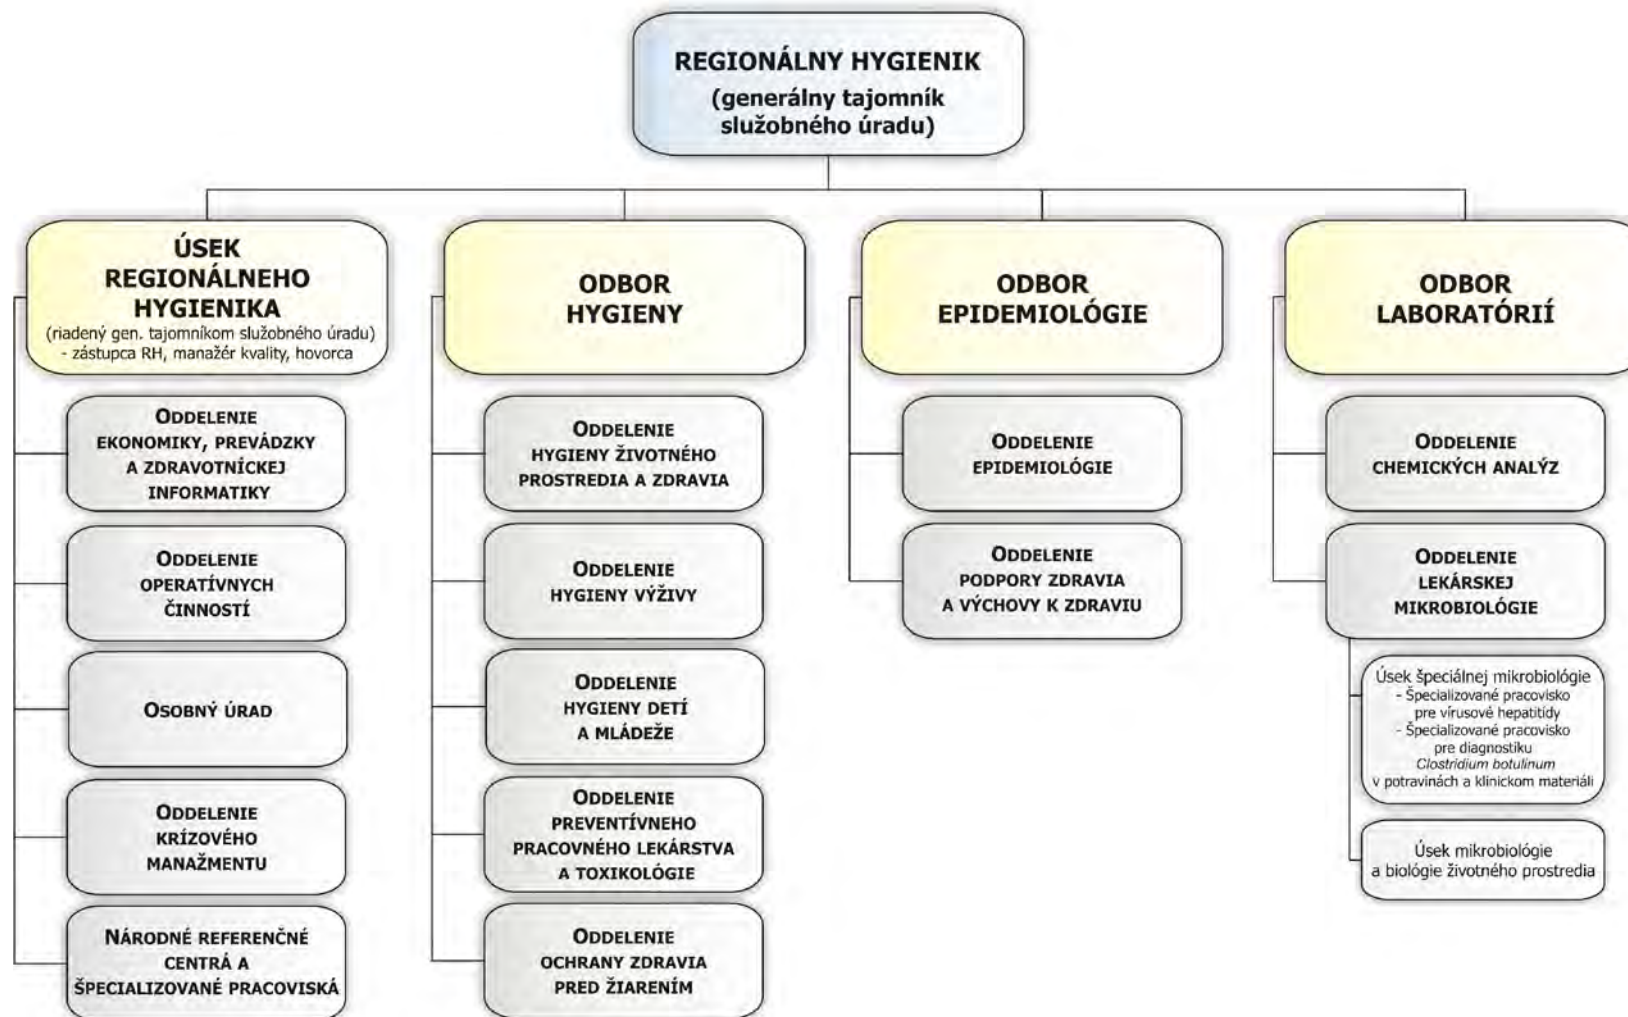 REGIONÁLNY HYGIENIK
(generálny tajomník
služobného úradu)
ÚSEK
REGIONÁLNEHO
HYGIENIKA
(riadený gen. tajomníkom služobného úradu)
- zástupca RH, manažér kvality, hovorca
ODDELENIE
EKONOMIKY, PREVÁDZKY
A ZDRAVOTNÍCKEJ
INFORMATIKY
ODDELENIE
OPERATÍVNYCH
ČINNOSTÍ
OSOBNÝ ÚRAD
ODDELENIE
KRÍZOVÉHO
MANAŽMENTU
NÁRODNÉ REFERENČNÉ
CENTRÁ A
ŠPECIALIZOVANÉ PRACOVISKÁ
ODBOR
HYGIENY
ODDELENIE
HYGIENY ŽIVOTNÉHO
PROSTREDIA A ZDRAVIA
ODDELENIE
HYGIENY VÝŽIVY
ODDELENIE
HYGIENY DETÍ
A MLÁDEŽE
ODDELENIE
PREVENTÍVNEHO
PRACOVNÉHO LEKÁRSTVA
A TOXIKOLÓGIE
ODDELENIE
OCHRANY ZDRAVIA
PRED ŽIARENÍM
ODBOR
EPIDEMIOLÓGIE
ODDELENIE
EPIDEMIOLÓGIE
ODDELENIE
PODPORY ZDRAVIA
A VÝCHOVY K ZDRAVIU
ODBOR
LABORATÓRIÍ
ODDELENIE
CHEMICKÝCH ANALÝZ
ODDELENIE
LEKÁRSKEJ
MIKROBIOLÓGIE
Úsek špeciálnej mikrobiológie
- Špecializované pracovisko
pre vírusové hepatitídy
- Špecializované pracovisko
pre diagnostiku
Clostridium botulinum
v potravinách a klinickom materiáli
Úsek mikrobiológie
a biológie životného prostredia